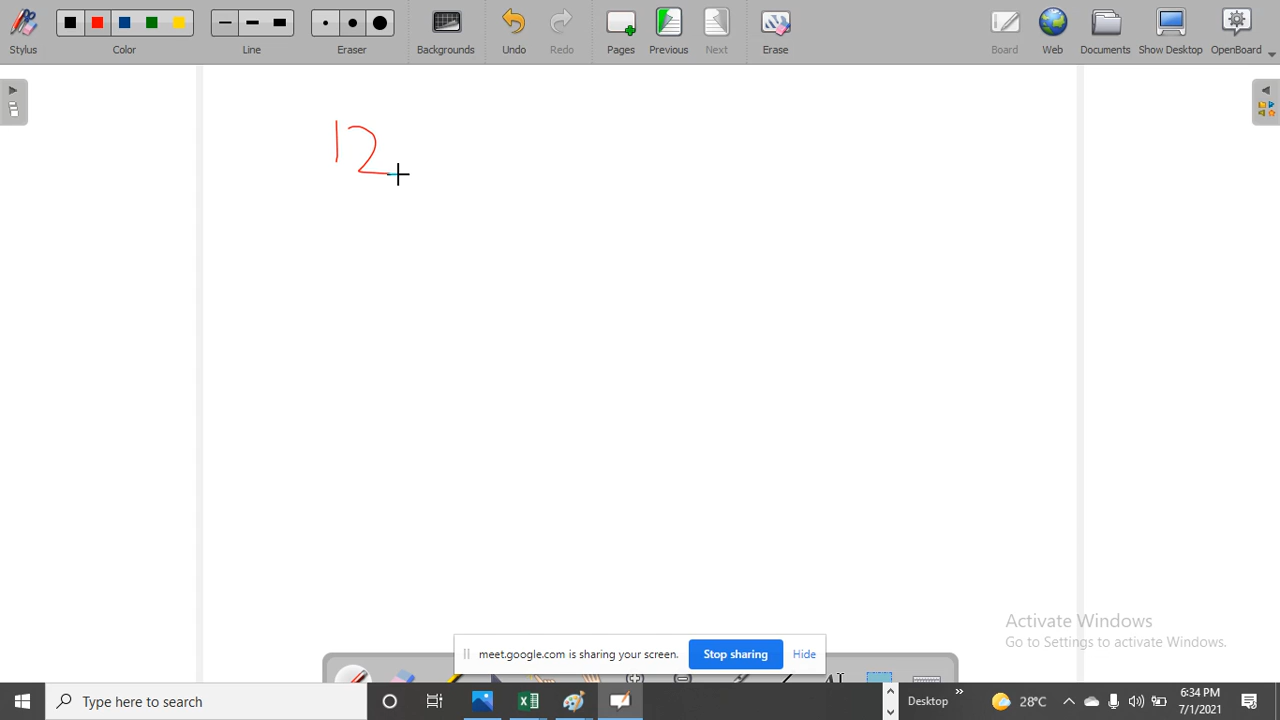 Stylus Color Line Eraser Backgrounds Undo Redo Pages Previous Next Erase Board Web Documents Show Desktop OpenBoard
12
Activate Windows
Go to Settings to activate Windows.
meet.google.com is sharing your screen. Stop sharing Hide
Type here to search Desktop 28°C 6:34 PM
7/1/2021